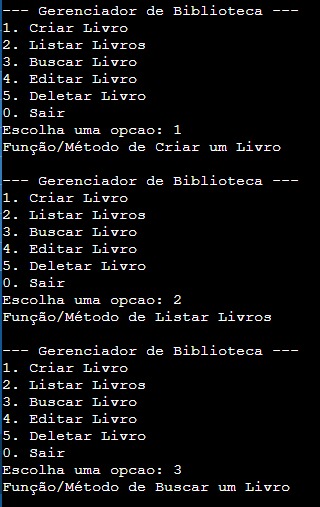 --- Gerenciador de Biblioteca ---
1. Criar Livro
2. Listar Livros
3. Buscar Livro
4. Editar Livro
5. Deletar Livro
0. Sair
Escolha uma opcao: 1
Função/Método de Criar um Livro
--- Gerenciador de Biblioteca ---
1. Criar Livro
2. Listar Livros
3. Buscar Livro
4. Editar Livro
5. Deletar Livro
0. Sair
Escolha uma opcao: 2
Função/Método de Listar Livros
--- Gerenciador de Biblioteca ---
1. Criar Livro
2. Listar Livros
3. Buscar Livro
4. Editar Livro
5. Deletar Livro
0. Sair
Escolha uma opcao: 3
Função/Método de Buscar um Livro